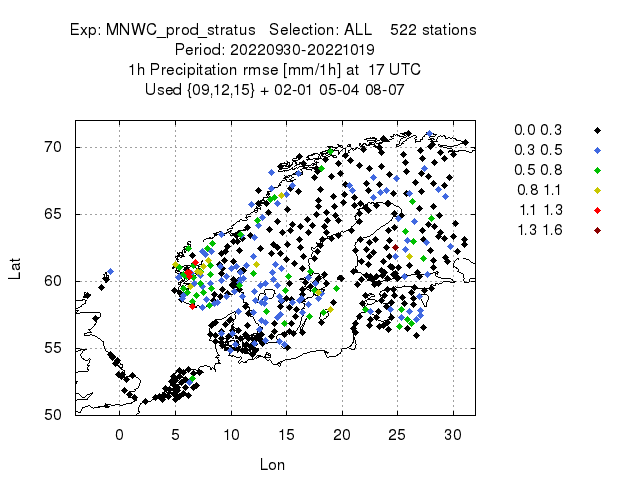 Exp: MNWC_prod_stratus   Selection: ALL    522 stations
Period: 20220930-20221019
1h Precipitation rmse [mm/1h] at  17 UTC
Used {09,12,15} + 02-01 05-04 08-07
0.0 0.3
0.3 0.5
0.5 0.8
0.8 1.1
1.1 1.3
1.3 1.6
70
65
60
55
50
Lat
0 5 10 15 20 25 30
Lon